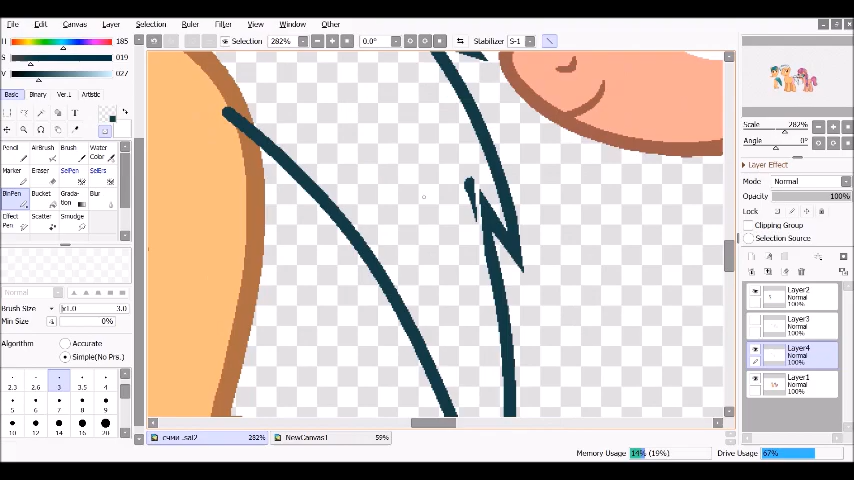 File Edit Canvas Layer Selection Ruler Filter View Window Other
H 185
S 019
V 027
Selection 282% 0.0° Stabilizer S-1
Basic Binary Ver.1 Artistic
Pencil AirBrush Brush Water Color
Marker Eraser SelPen SelErs
BinPen Bucket Grada-tion Blur
Effect Pen Scatter Smudge
Normal
Brush Size x1.0 3.0
Min Size 0%
Algorithm Accurate
Simple(No Prs.)
2.3 2.6 3 3.5 4
5 6 7 8 9
10 12 14 16 20
Scale 282%
Angle 0°
Layer Effect
Mode Normal
Opacity 100%
Lock
Clipping Group
Selection Source
Layer2
Normal
100%
Layer3
Normal
100%
Layer4
Normal
100%
Layer1
Normal
100%
счми .sai2 282% NewCanvas1 59%
Memory Usage 14% (19%) Drive Usage 67%